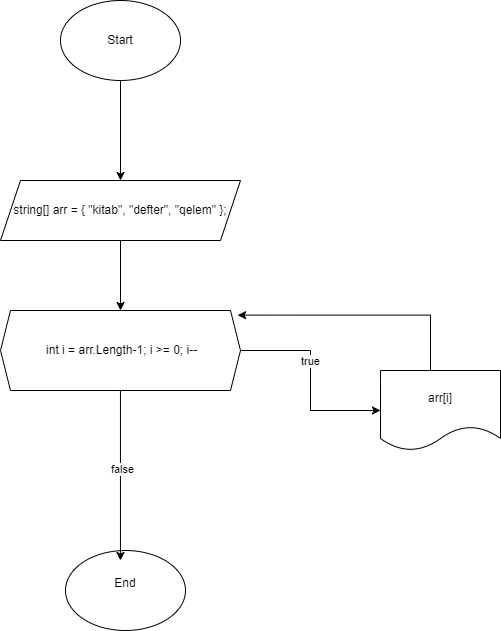 Start
string[] arr = { "kitab", "defter", "qelem" };
int i = arr.Length-1; i >= 0; i--
true
arr[i]
false
End